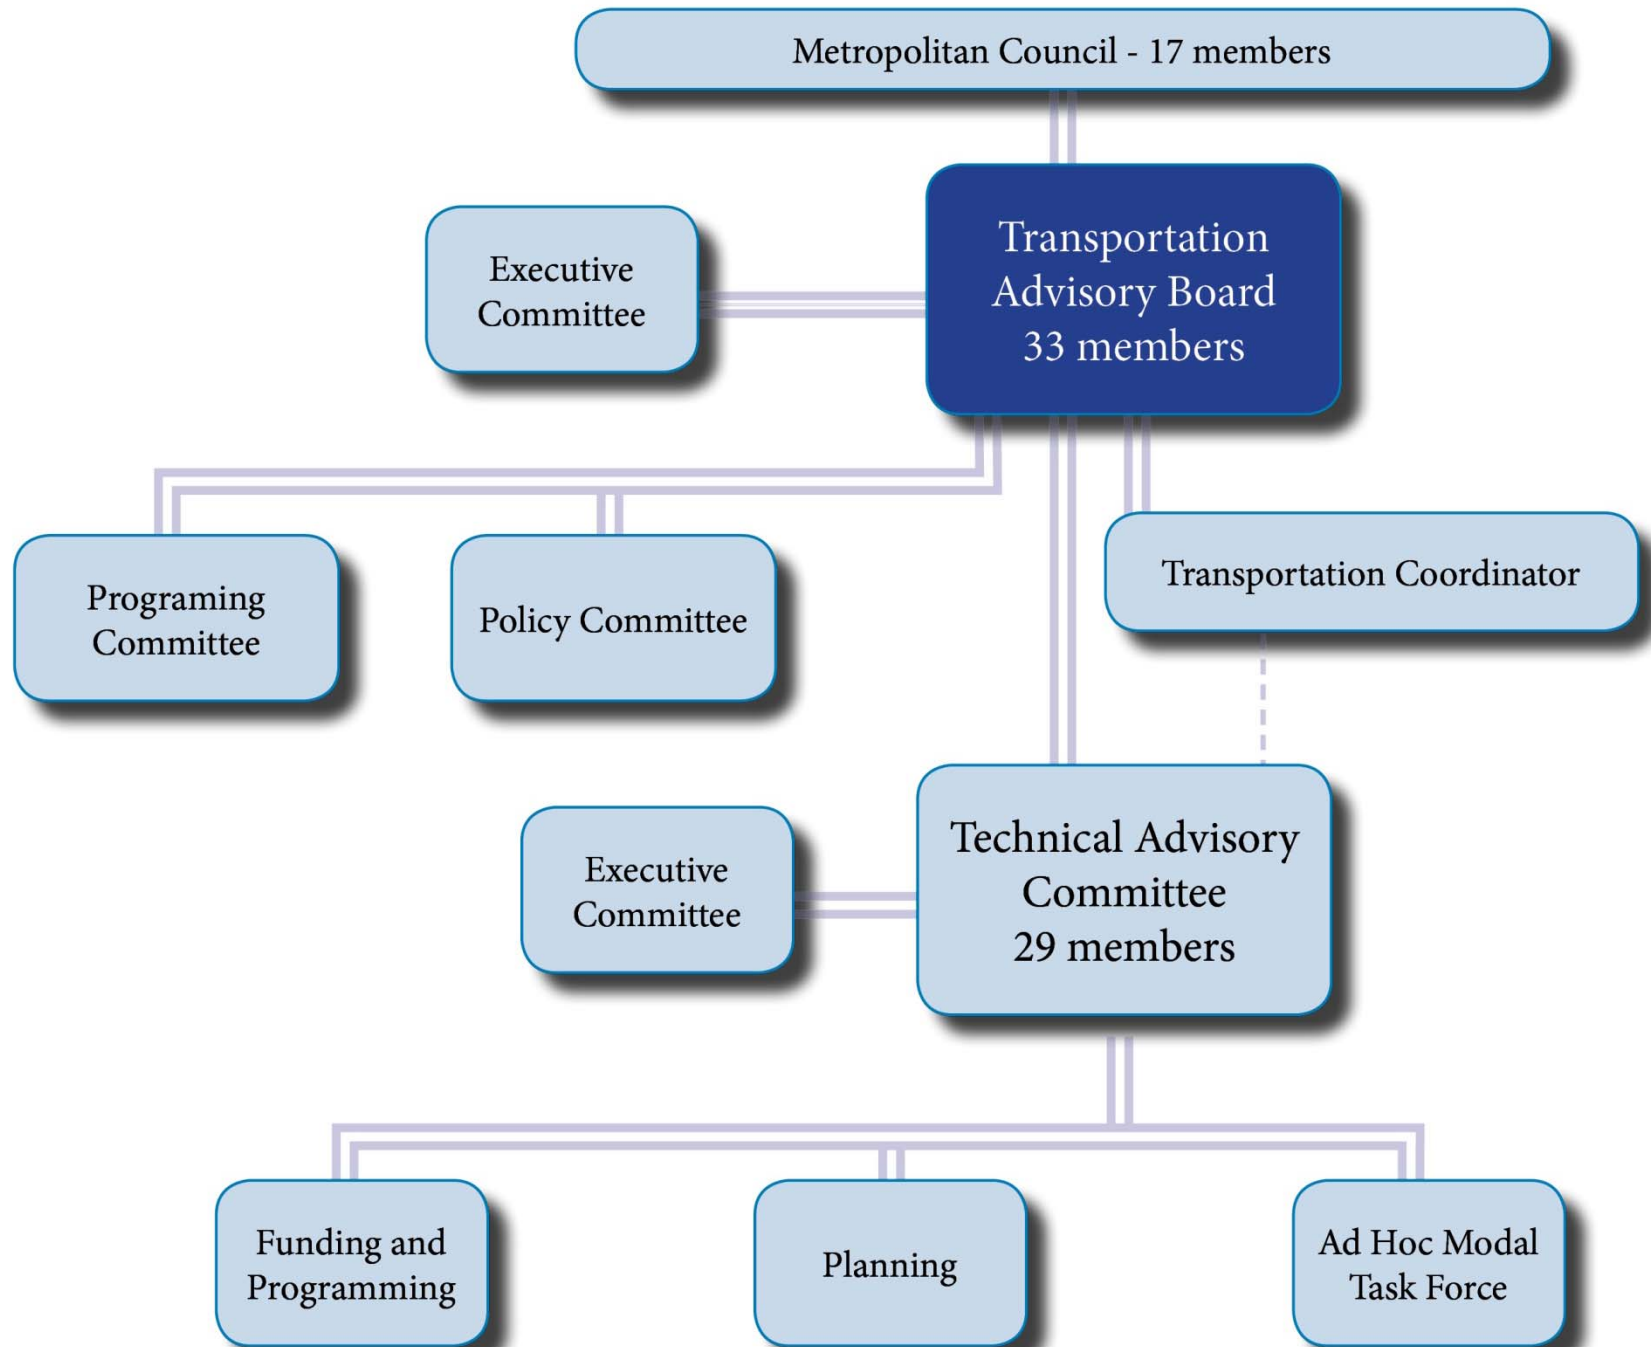 Metropolitan Council - 17 members
Transportation
Advisory Board
33 members
Executive
Committee
Programing
Committee
Policy Committee
Transportation Coordinator
Technical Advisory
Committee
29 members
Executive
Committee
Funding and
Programming
Planning
Ad Hoc Modal
Task Force